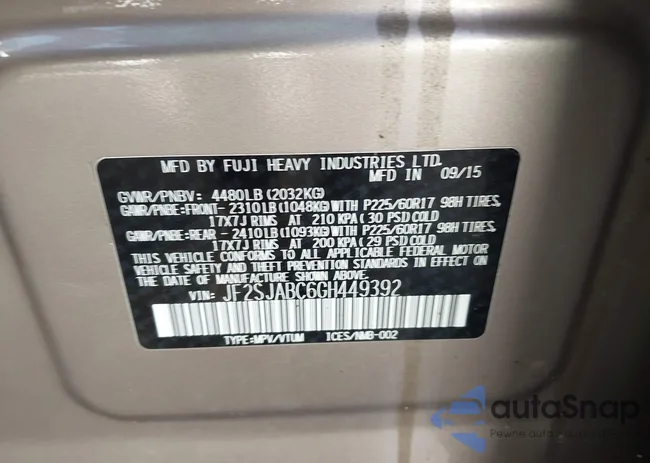 MFD BY FUJI HEAVY INDUSTRIES LTD.
MFD IN 09/15
GVWR/PNBV: 4480LB(2032KG)
GAWR/PNBE:FRONT- 2310LB(1048KG)WITH P225/60R17 98H TIRES,
17X7J RIMS AT 210 KPA(30 PSI)COLD
GAWR/PNBE:REAR - 2410LB(1093KG)WITH P225/60R17 98H TIRES,
17X7J RIMS AT 200 KPA(29 PSI)COLD
THIS VEHICLE CONFORMS TO ALL APPLICABLE FEDERAL MOTOR
VEHICLE SAFETY AND THEFT PREVENTION STANDARDS IN EFFECT ON
THE DATE OF MANUFACTURE SHOWN ABOVE.
VIN: JF2SJABC6GH449392
TYPE:MPV/VTUM ICES/NMB-002
autoSnap
Pewne auto z